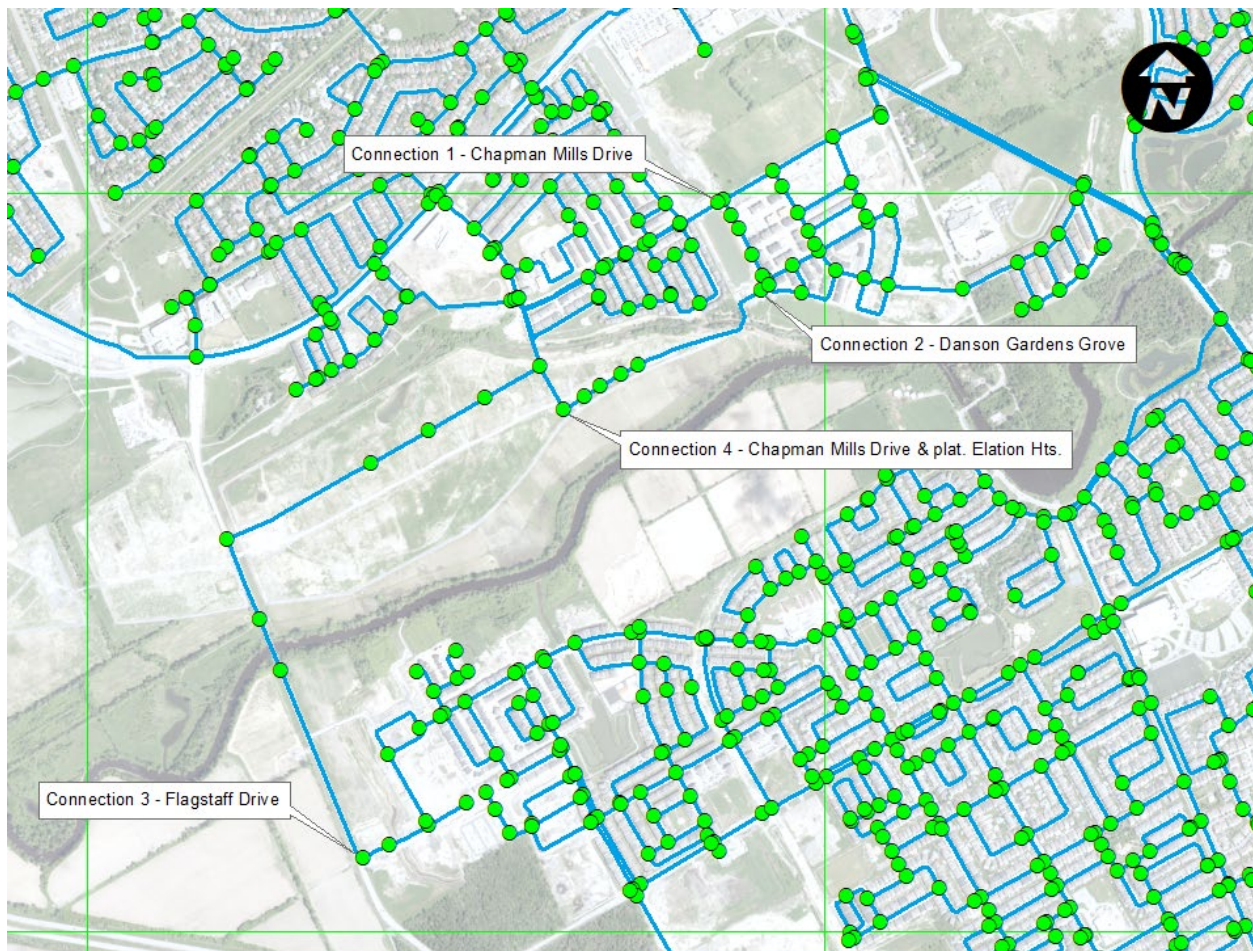 N
Connection 1 - Chapman Mills Drive
Connection 2 - Danson Gardens Grove
Connection 4 - Chapman Mills Drive & plat. Elation Hts.
Connection 3 - Flagstaff Drive